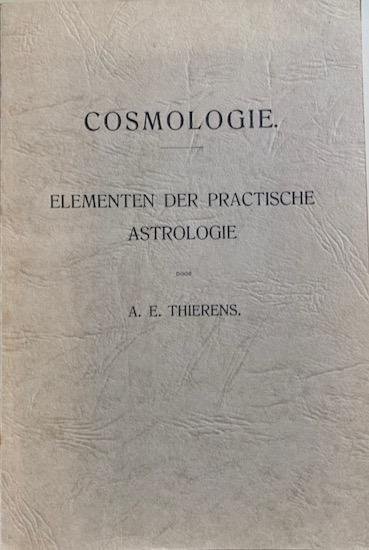 COSMOLOGIE.
ELEMENTEN DER PRACTISCHE
ASTROLOGIE
DOOR
A. E. THIERENS.